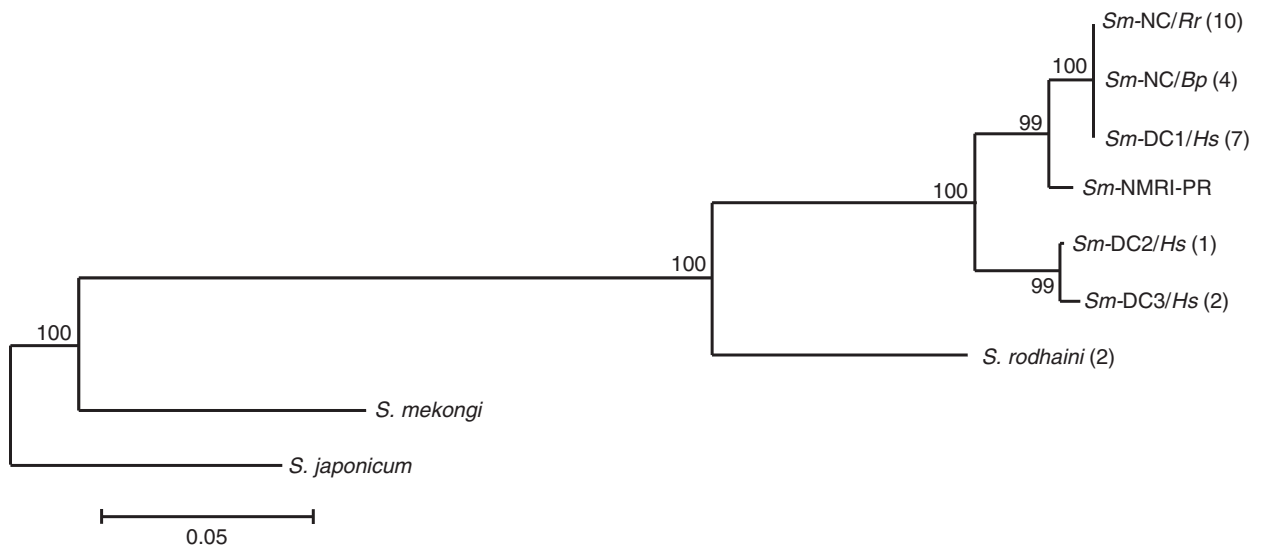 Sm-NC/Rr (10)
100
Sm-NC/Bp (4)
99
Sm-DC1/Hs (7)
100
Sm-NMRI-PR
Sm-DC2/Hs (1)
100
99
Sm-DC3/Hs (2)
100
S. rodhaini (2)
S. mekongi
S. japonicum
0.05